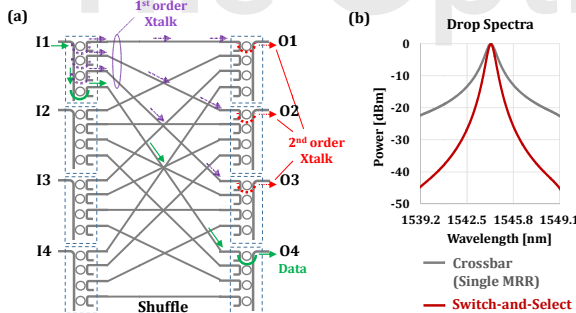 (a)
1st order
Xtalk
I1
I2
I3
I4
O1
O2
O3
O4
2nd order
Xtalk
Data
Shuffle
(b)
Drop Spectra
Power [dBm]
0
-10
-20
-30
-40
-50
1539.2 1542.5 1545.8 1549.1
Wavelength [nm]
Crossbar
(Single MRR)
Switch-and-Select